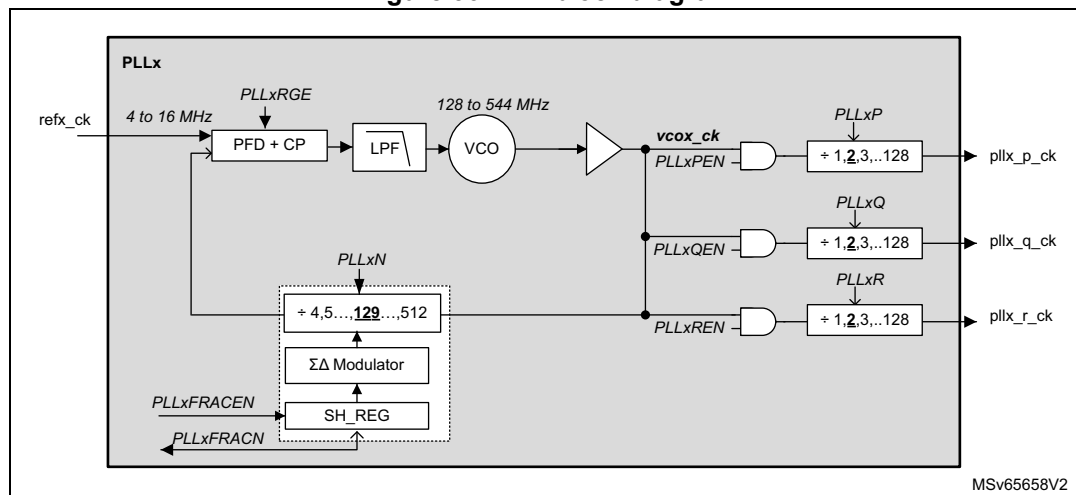 PLLx
PLLxRGE
128 to 544 MHz
refx_ck
4 to 16 MHz
PFD + CP
LPF
VCO
vcox_ck
PLLxPEN
PLLxP
÷ 1,2,3,..128
pllx_p_ck
PLLxQEN
PLLxQ
÷ 1,2,3,..128
pllx_q_ck
PLLxN
÷ 4,5...,129...,512
PLLxREN
PLLxR
÷ 1,2,3,..128
pllx_r_ck
ΣΔ Modulator
PLLxFRACEN
SH_REG
PLLxFRACN
MSv65658V2